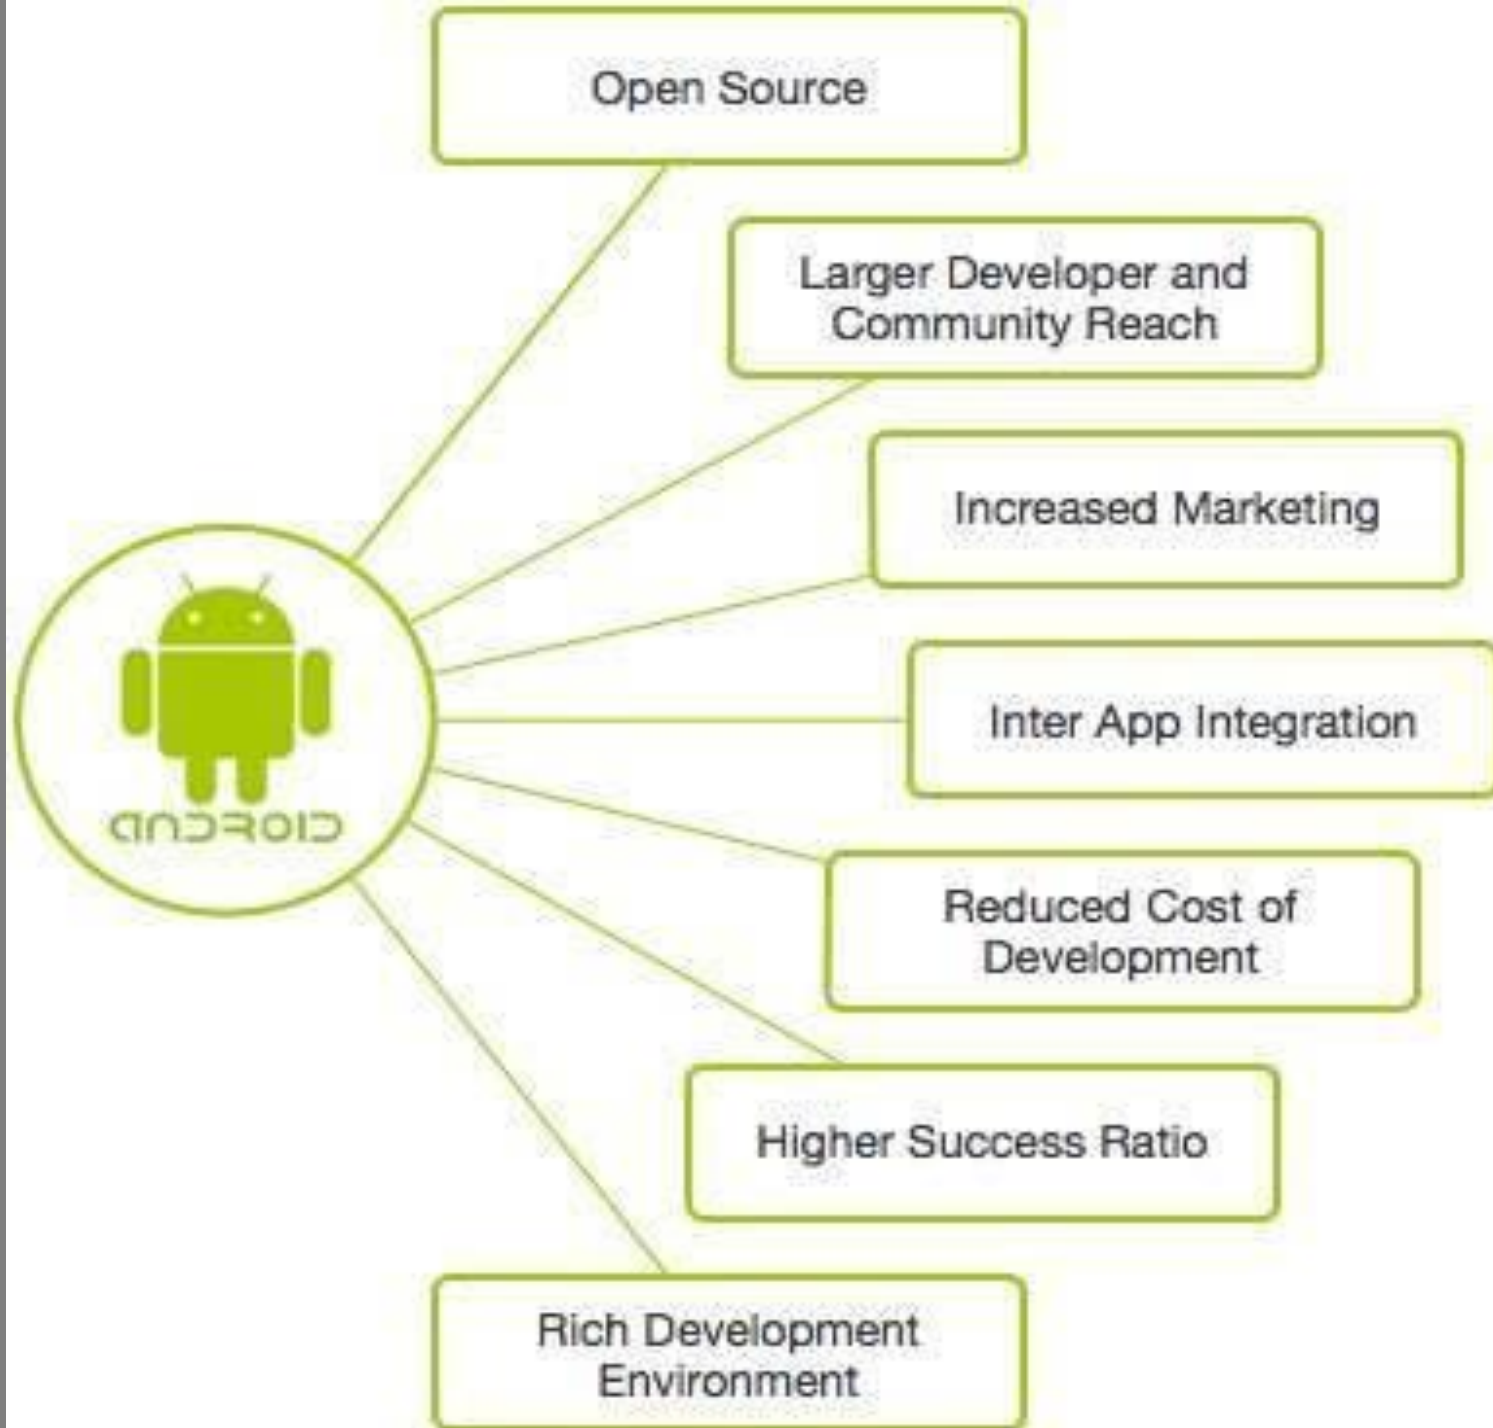 Open Source
Larger Developer and
Community Reach
Increased Marketing
Inter App Integration
ANDROID
Reduced Cost of
Development
Higher Success Ratio
Rich Development
Environment